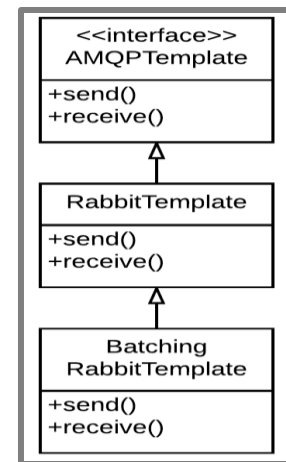 <<interface>>
AMQPTemplate
+send()
+receive()
RabbitTemplate
+send()
+receive()
Batching
RabbitTemplate
+send()
+receive()